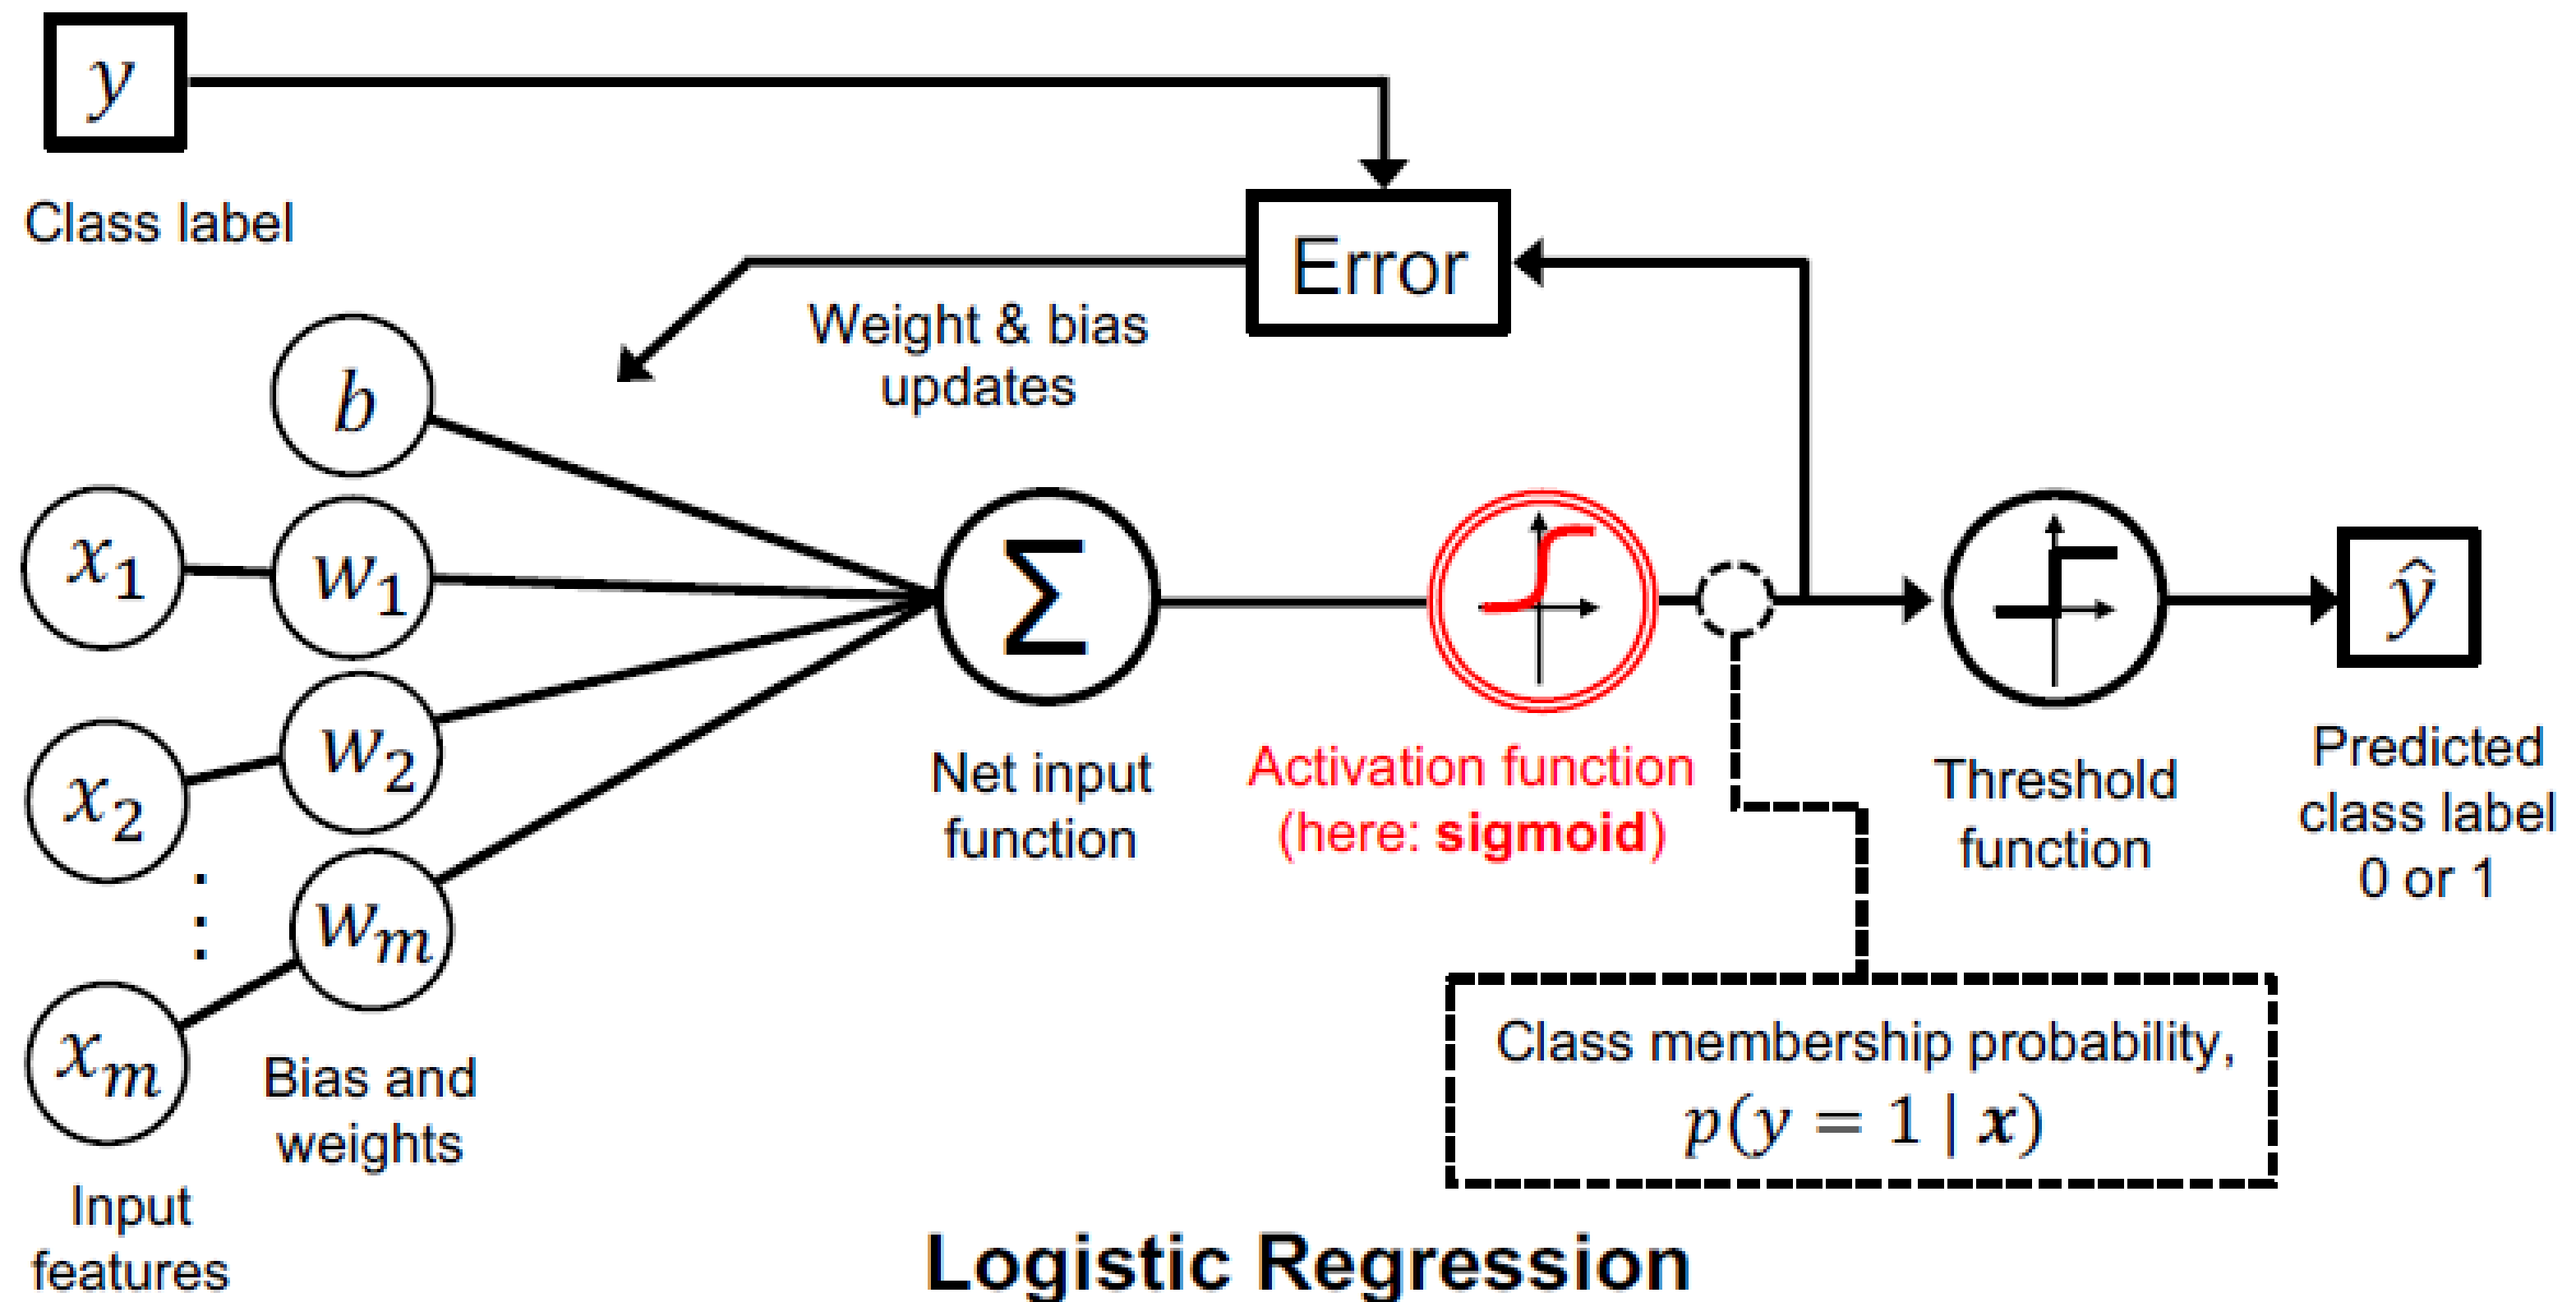 y
Class label
Error
Weight & bias
updates
b
x₁
w₁
x₂
w₂
⋮
xₘ
wₘ
Bias and
weights
Input
features
Σ
Net input
function
Activation function
(here: sigmoid)
Threshold
function
ŷ
Predicted
class label
0 or 1
Class membership probability,
p(y = 1 | x)
Logistic Regression